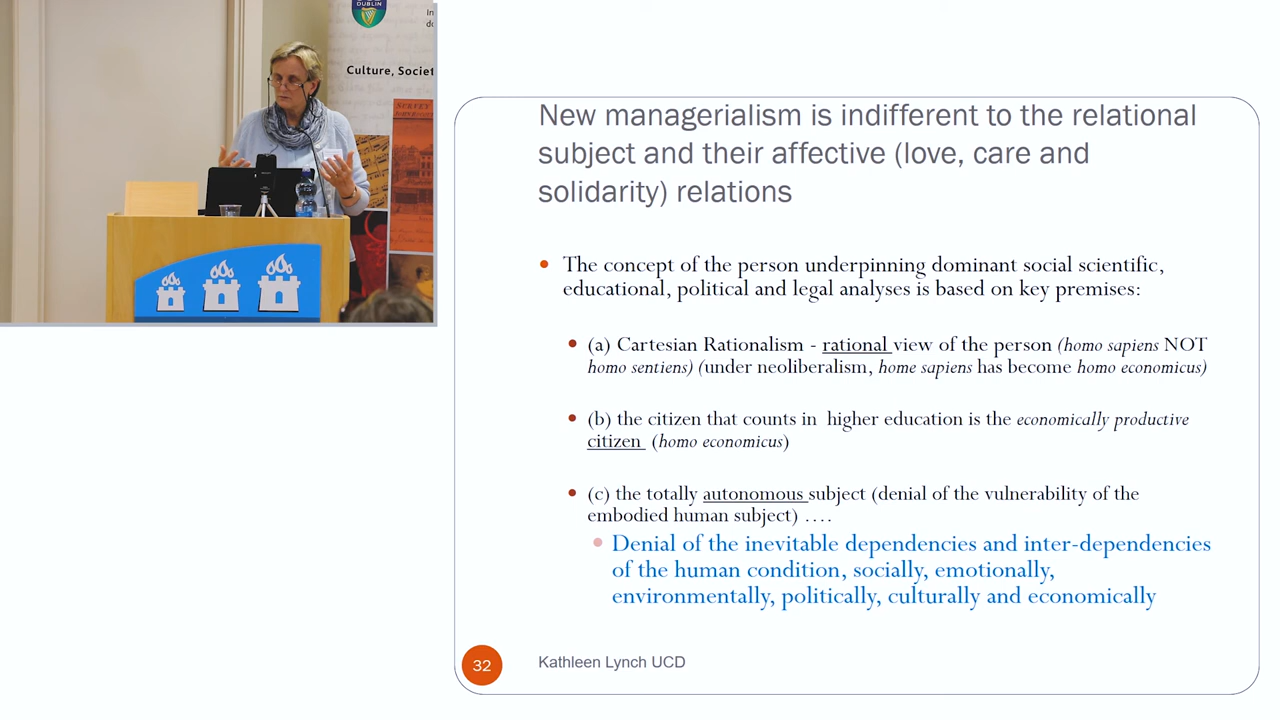 DUBLIN
In
do
Culture, Societ
New managerialism is indifferent to the relational
subject and their affective (love, care and
solidarity) relations
The concept of the person underpinning dominant social scientific,
educational, political and legal analyses is based on key premises:
(a) Cartesian Rationalism - rational view of the person (homo sapiens NOT
homo sentiens) (under neoliberalism, home sapiens has become homo economicus)
(b) the citizen that counts in higher education is the economically productive
citizen (homo economicus)
(c) the totally autonomous subject (denial of the vulnerability of the
embodied human subject) ….
Denial of the inevitable dependencies and inter-dependencies
of the human condition, socially, emotionally,
environmentally, politically, culturally and economically
32
Kathleen Lynch UCD